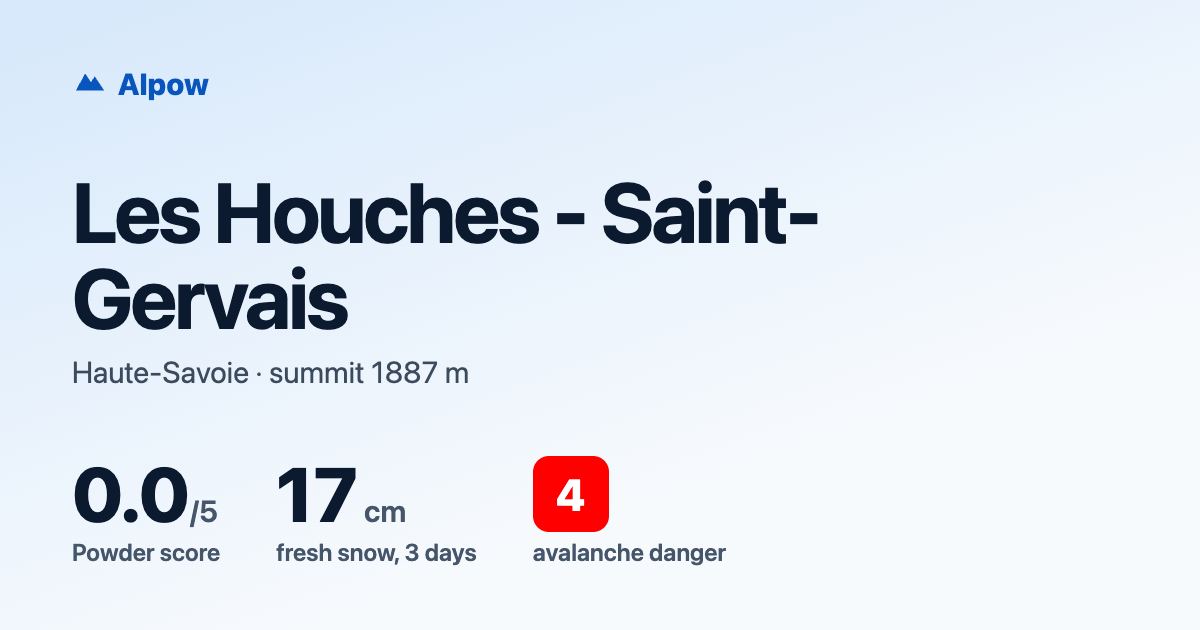 Alpow
Les Houches - Saint-
Gervais
Haute-Savoie · summit 1887 m
0.0/5
Powder score
17 cm
fresh snow, 3 days
4
avalanche danger